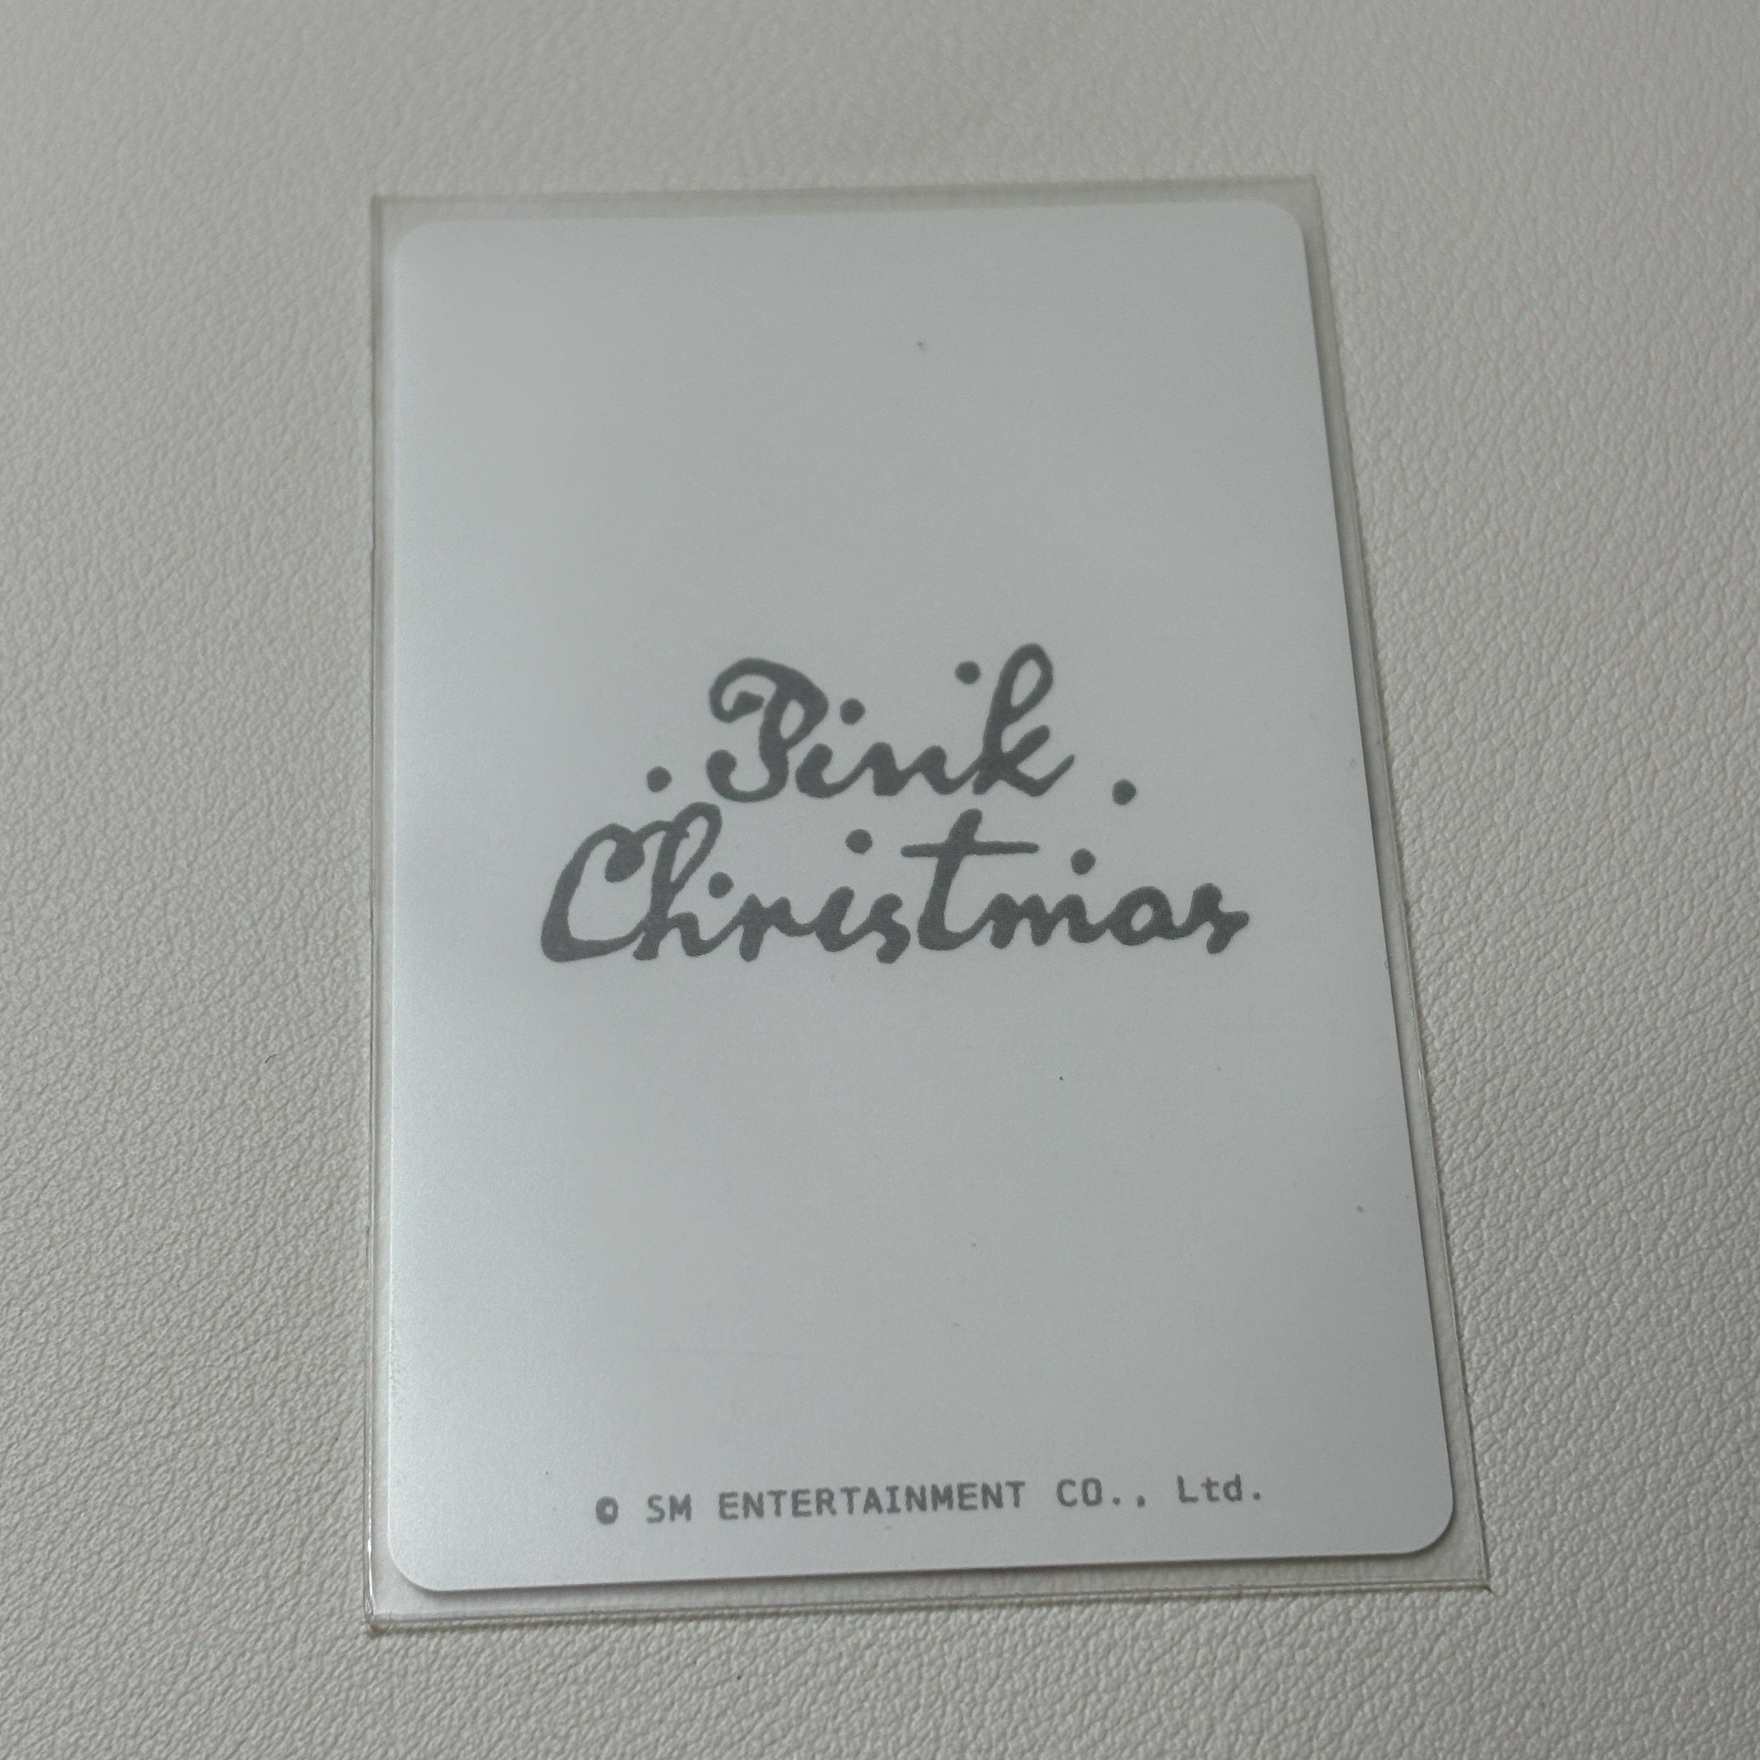 . Pink .
Christmas
© SM ENTERTAINMENT CO., Ltd.